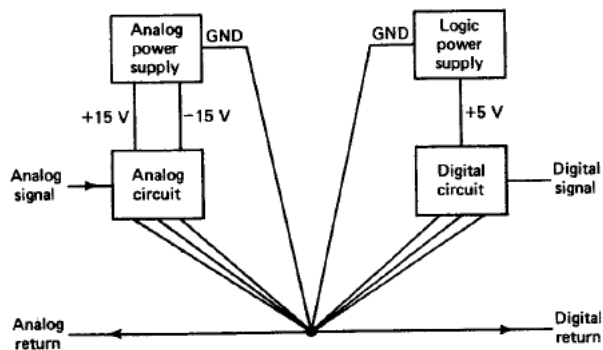 Analog
power
supply
GND
GND
Logic
power
supply
+15 V
-15 V
+5 V
Analog
signal
Analog
circuit
Digital
circuit
Digital
signal
Analog
return
Digital
return